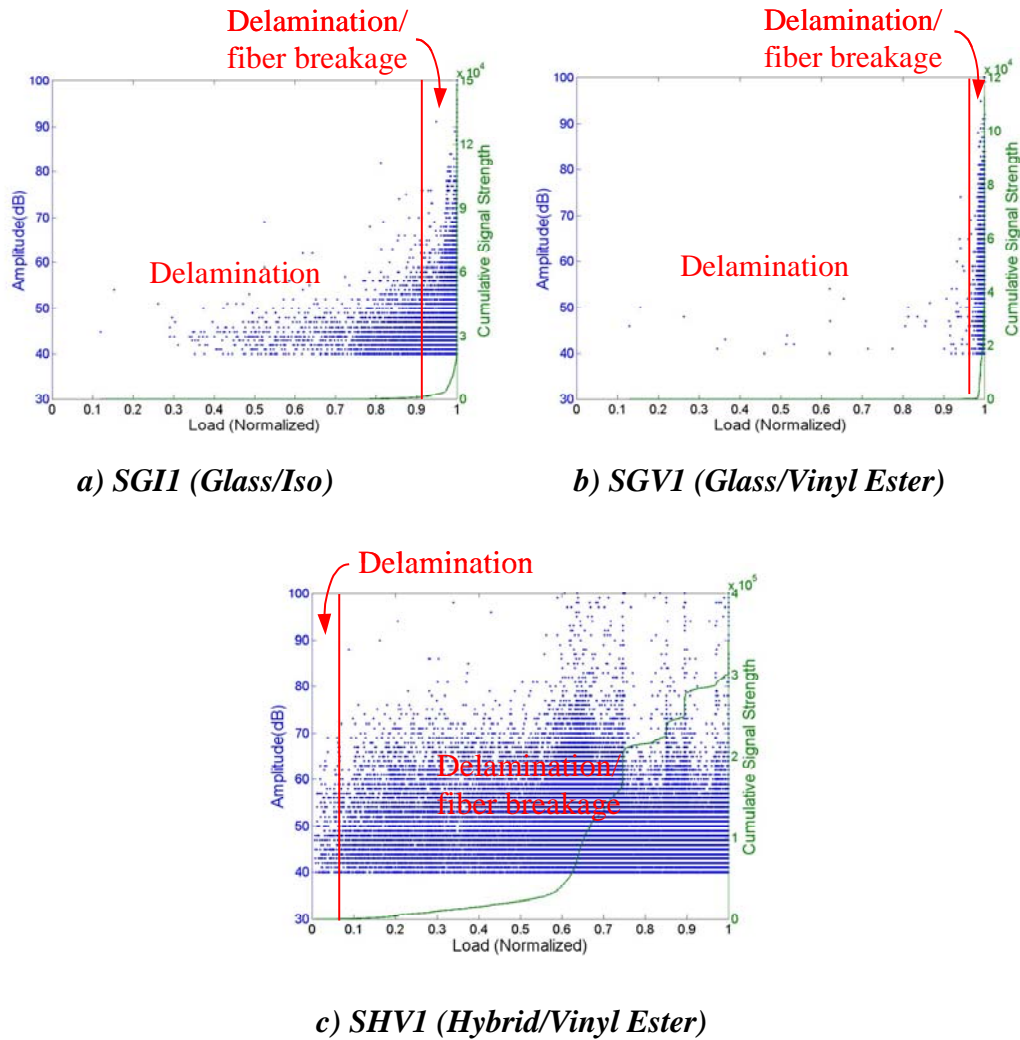 Delamination/
fiber breakage
Delamination/
fiber breakage
x 10^4
100
90
80
70
60
50
40
30
Amplitude(dB)
Delamination
15
12
9
6
3
0
Cumulative Signal Strength
0 0.1 0.2 0.3 0.4 0.5 0.6 0.7 0.8 0.9 1
Load (Normalized)
x 10^4
100
90
80
70
60
50
40
30
Amplitude(dB)
Delamination
12
10
8
6
4
2
0
Cumulative Signal Strength
0 0.1 0.2 0.3 0.4 0.5 0.6 0.7 0.8 0.9 1
Load (Normalized)
a) SGI1 (Glass/Iso)
b) SGV1 (Glass/Vinyl Ester)
Delamination
x 10^5
100
90
80
70
60
50
40
30
Amplitude(dB)
Delamination/
fiber breakage
4
3
2
1
0
Cumulative Signal Strength
0 0.1 0.2 0.3 0.4 0.5 0.6 0.7 0.8 0.9 1
Load (Normalized)
c) SHV1 (Hybrid/Vinyl Ester)